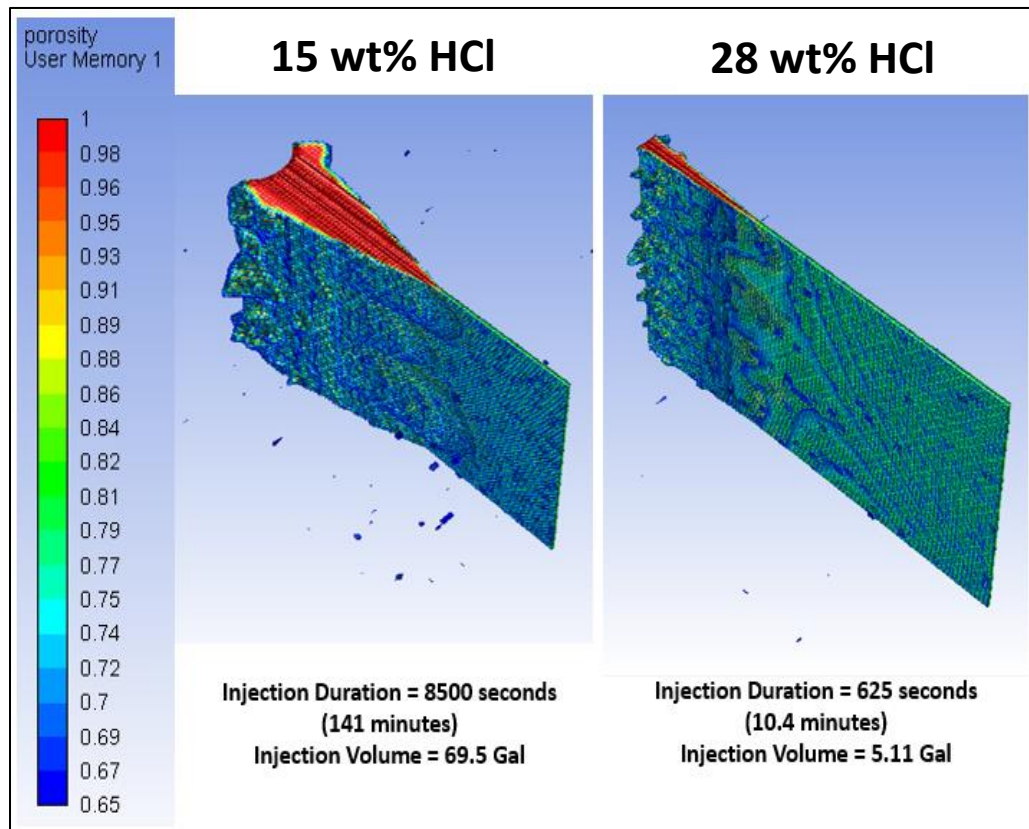 porosity
User Memory 1
1
0.98
0.96
0.95
0.93
0.91
0.89
0.88
0.86
0.84
0.82
0.81
0.79
0.77
0.75
0.74
0.72
0.7
0.69
0.67
0.65
15 wt% HCl
Injection Duration = 8500 seconds
(141 minutes)
Injection Volume = 69.5 Gal
28 wt% HCl
Injection Duration = 625 seconds
(10.4 minutes)
Injection Volume = 5.11 Gal